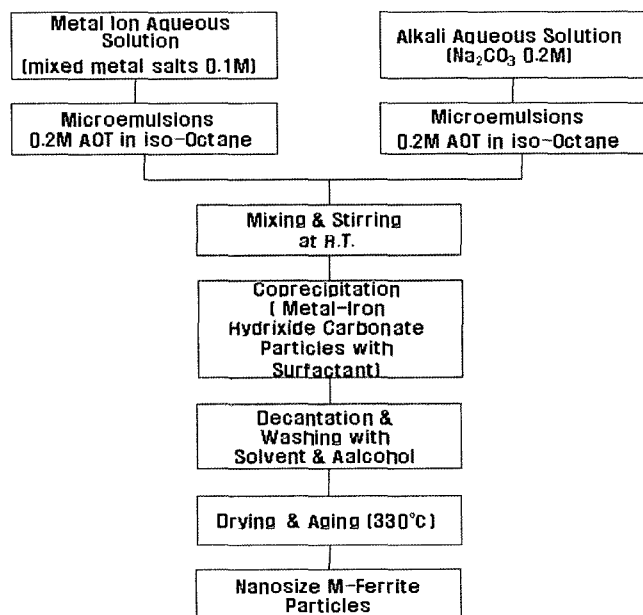 Metal Ion Aqueous
Solution
(mixed metal salts 0.1M)
Alkali Aqueous Solution
(Na₂CO₃ 0.2M)
Microemulsions
0.2M AOT in iso-Octane
Microemulsions
0.2M AOT in iso-Octane
Mixing & Stirring
at R.T.
Coprecipitation
( Metal-Iron
Hydrixide Carbonate
Particles with
Surfactant)
Decantation &
Washing with
Solvent & Aalcohol
Drying & Aging (330℃)
Nanosize M-Ferrite
Particles